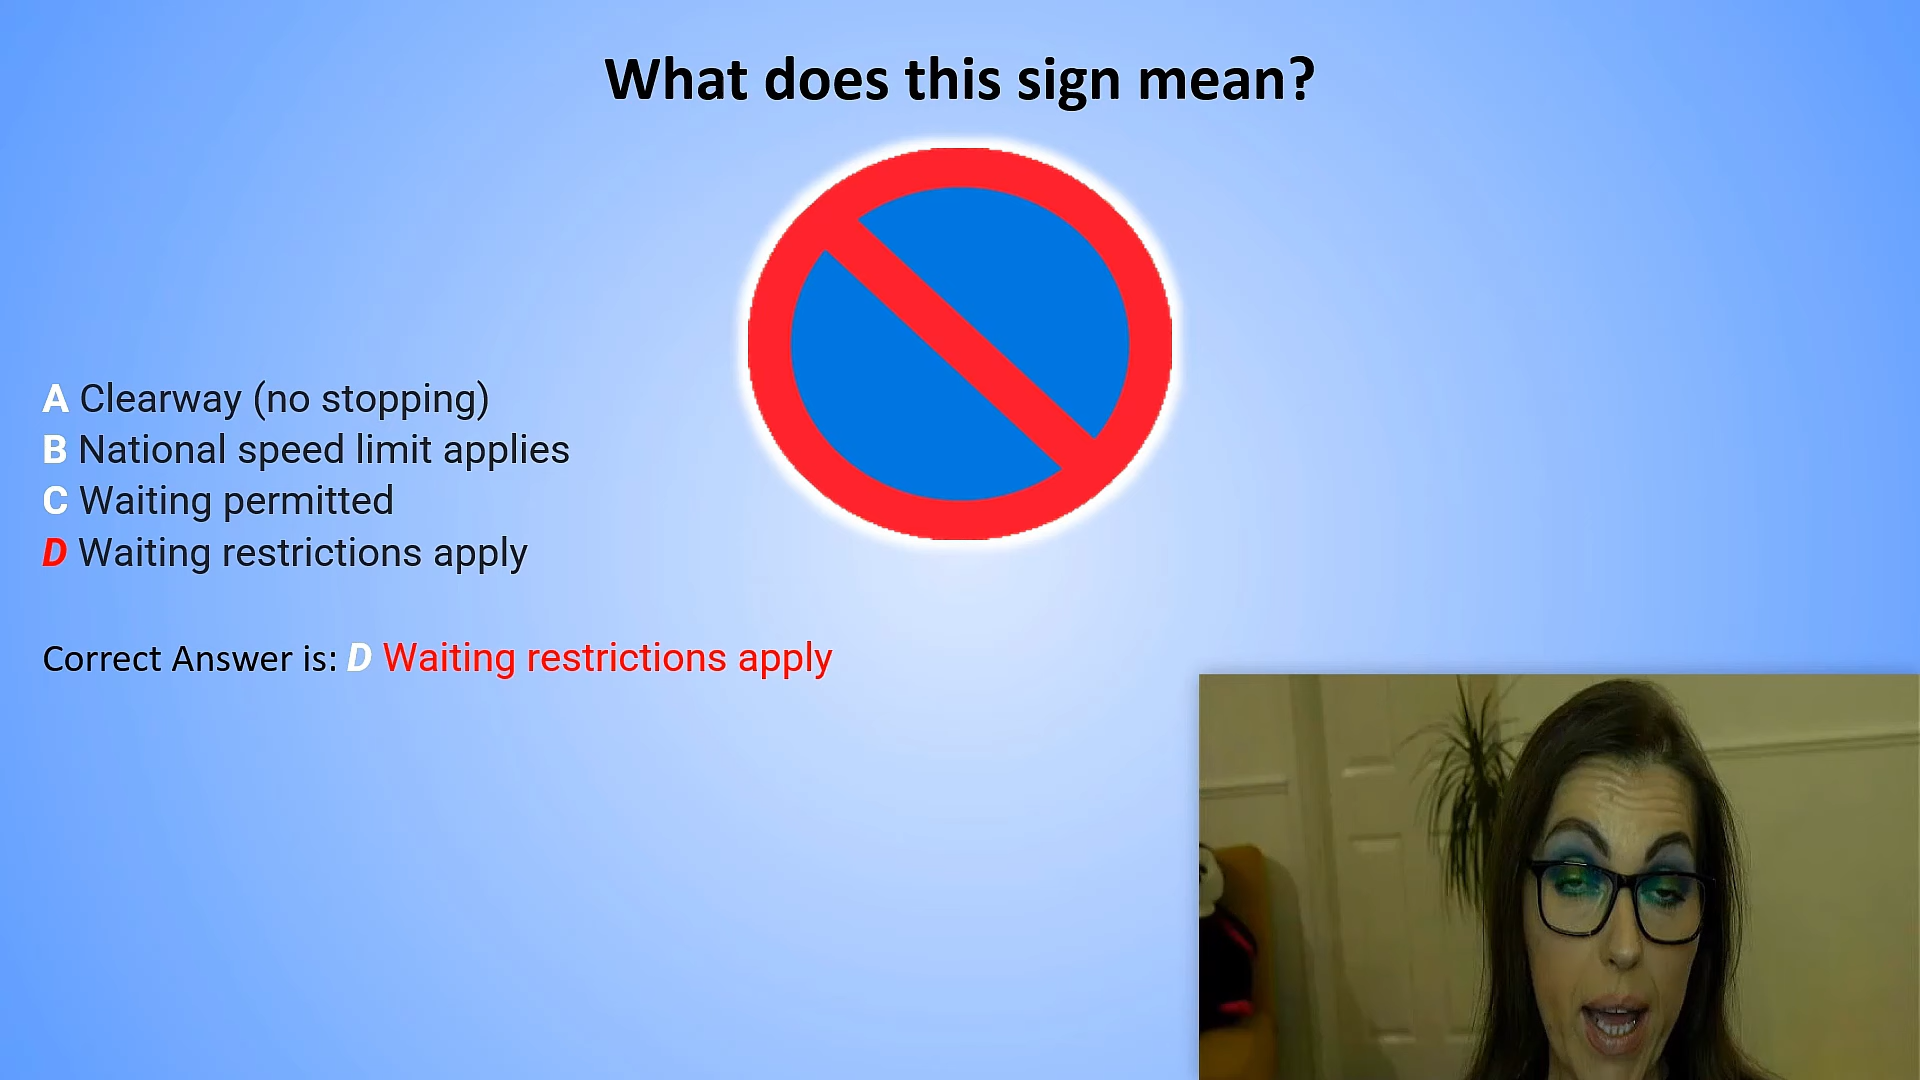 What does this sign mean?
A Clearway (no stopping)
B National speed limit applies
C Waiting permitted
D Waiting restrictions apply
Correct Answer is: D Waiting restrictions apply